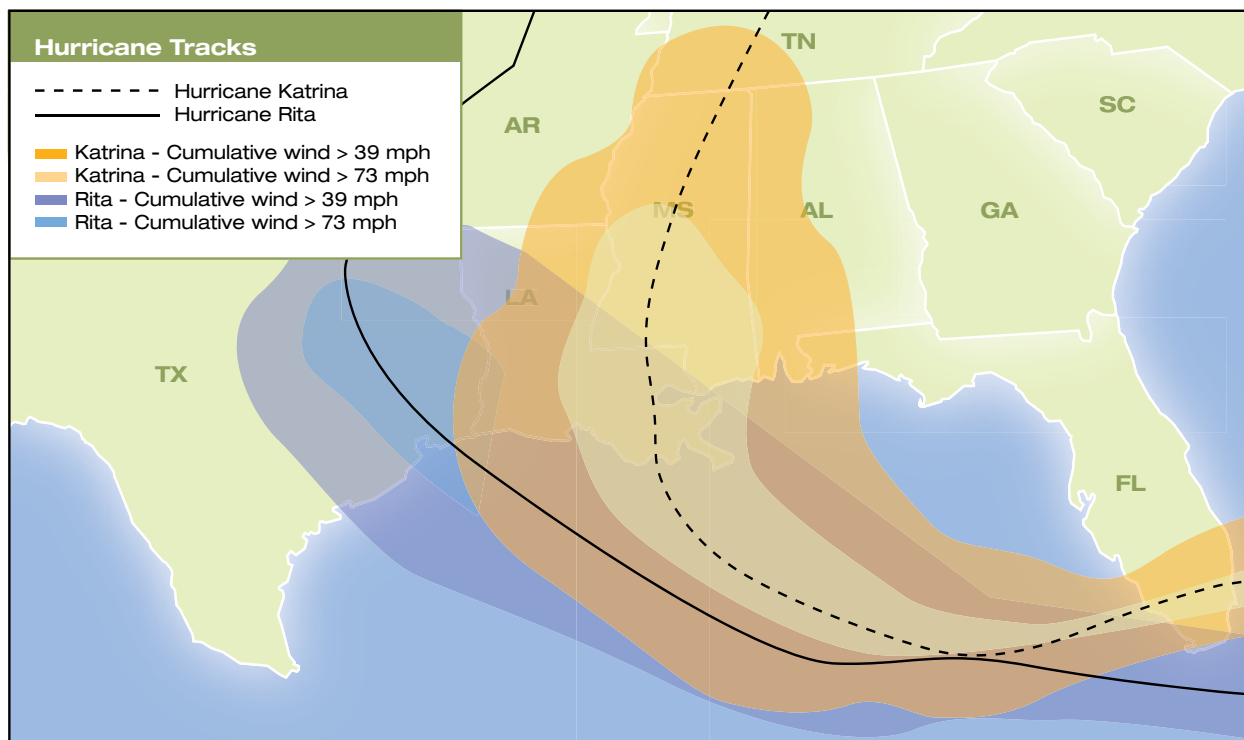 Hurricane Tracks
Hurricane Katrina
Hurricane Rita
Katrina - Cumulative wind > 39 mph
Katrina - Cumulative wind > 73 mph
Rita - Cumulative wind > 39 mph
Rita - Cumulative wind > 73 mph
TN
SC
AR
MS
AL
GA
LA
TX
FL